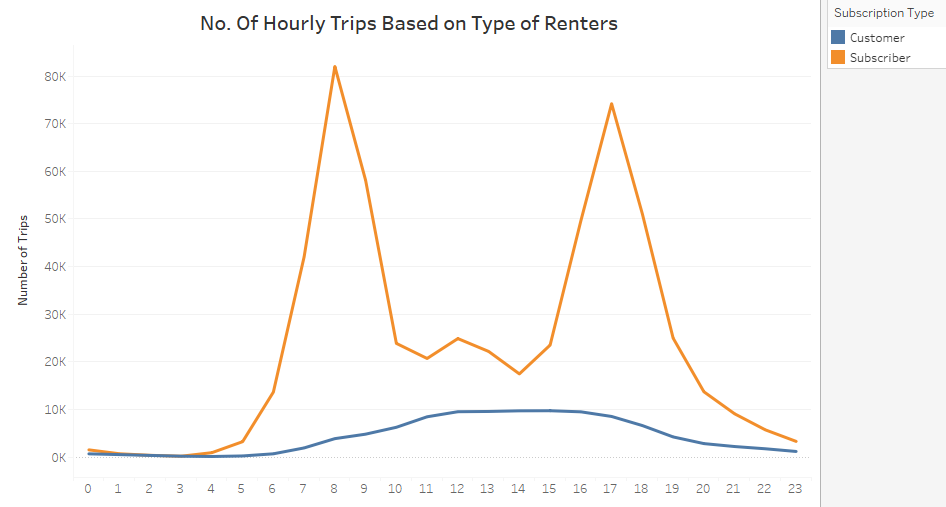 No. Of Hourly Trips Based on Type of Renters
Subscription Type
Customer
Subscriber
Number of Trips
80K
70K
60K
50K
40K
30K
20K
10K
0K
0 1 2 3 4 5 6 7 8 9 10 11 12 13 14 15 16 17 18 19 20 21 22 23